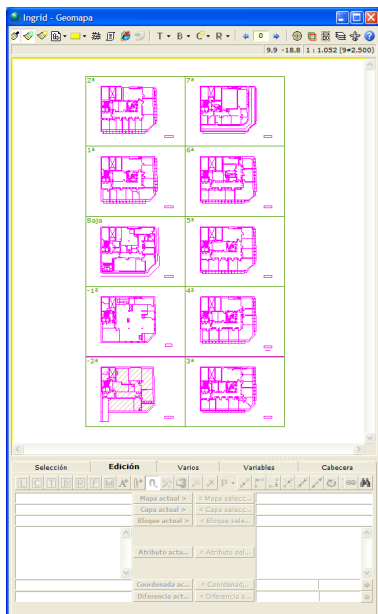 Ingrid - Geomapa
T B C R 0
9.9 -18.8 1 : 1.052 (9≠2.500)
2ª 7ª
1ª 6ª
Baja 5ª
-1ª 4ª
-2ª 3ª
Selección Edición Varios Variables Cabecera
L C T B R F M A P
Mapa actual > < Mapa selecc...
Capa actual > < Capa selecc...
Bloque actual > < Bloque sele...
Atributo actu... < Atributo sel...
Coordenada ac... < Coordenad,...
Diferencia act... < Diferencia s...